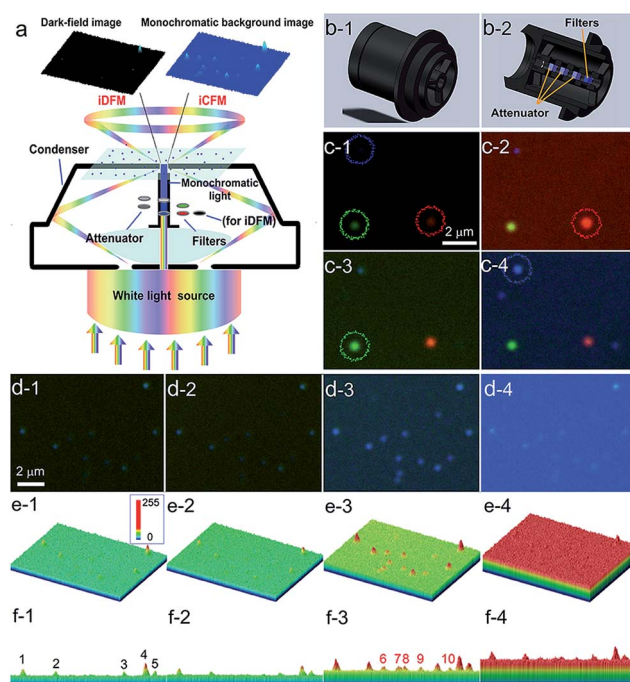 a
Dark-field image
Monochromatic background image
iDFM
iCFM
Condenser
Monochromatic
light
(for iDFM)
Attenuator
Filters
White light source
b-1
b-2
Filters
Attenuator
c-1
2 μm
c-2
c-3
c-4
d-1
2 μm
d-2
d-3
d-4
e-1
255
0
e-2
e-3
e-4
f-1
1 2 3 4 5
f-2
f-3
6 7 8 9 10
f-4